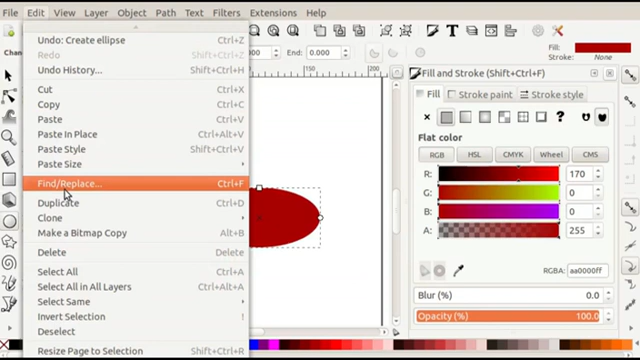 File Edit View Layer Object Path Text Filters Extensions Help
Undo: Create ellipse Ctrl+Z
Redo Shift+Ctrl+Z
Undo History... Shift+Ctrl+H
Cut Ctrl+X
Copy Ctrl+C
Paste Ctrl+V
Paste In Place Ctrl+Alt+V
Paste Style Shift+Ctrl+V
Paste Size
Find/Replace... Ctrl+F
Duplicate Ctrl+D
Clone
Make a Bitmap Copy Alt+B
Delete Delete
Select All Ctrl+A
Select All in All Layers Ctrl+Alt+A
Select Same
Invert Selection !
Deselect
Resize Page to Selection Shift+Ctrl+R
Chan
End: 0.000
Fill:
Stroke: None
50 100 150 200
Fill and Stroke (Shift+Ctrl+F)
Fill Stroke paint Stroke style
Flat color
RGB HSL CMYK Wheel CMS
R: 170
G: 0
B: 0
A: 255
RGBA: aa0000ff
Blur (%) 0.0
Opacity (%) 100.0